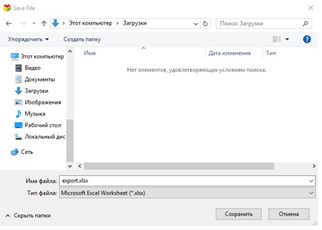 Save File
Этот компьютер > Загрузки
Поиск: Загрузки
Упорядочить
Создать папку
Этот компьютер
Видео
Документы
Загрузки
Изображения
Музыка
Рабочий стол
Локальный дис
Сеть
Имя
Дата изменения
Тип
Нет элементов, удовлетворяющих условиям поиска.
Имя файла: export.xlsx
Тип файла: Microsoft Excel Worksheet (*.xlsx)
Скрыть папки
Сохранить
Отмена